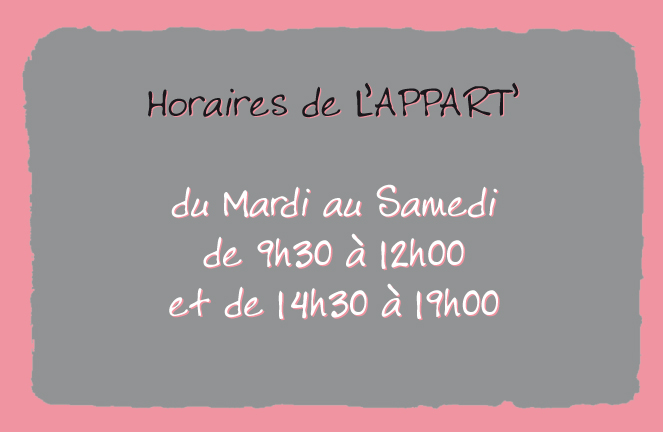 Horaires de L'APPART'
du Mardi au Samedi
de 9h30 à 12h00
et de 14h30 à 19h00